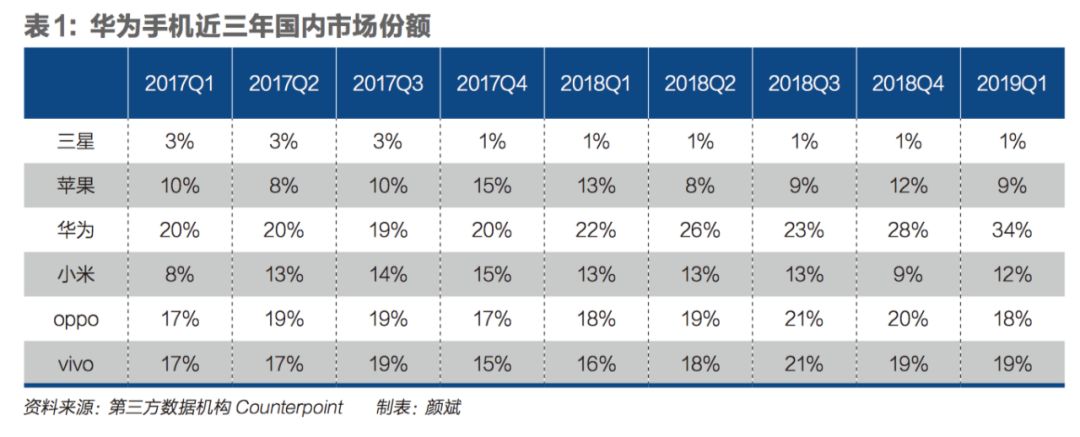 表1: 华为手机近三年国内市场份额
2017Q1 2017Q2 2017Q3 2017Q4 2018Q1 2018Q2 2018Q3 2018Q4 2019Q1
三星 3% 3% 3% 1% 1% 1% 1% 1% 1%
苹果 10% 8% 10% 15% 13% 8% 9% 12% 9%
华为 20% 20% 19% 20% 22% 26% 23% 28% 34%
小米 8% 13% 14% 15% 13% 13% 13% 9% 12%
oppo 17% 19% 19% 17% 18% 19% 21% 20% 18%
vivo 17% 17% 19% 15% 16% 18% 21% 19% 19%
资料来源: 第三方数据机构 Counterpoint 制表: 颜斌